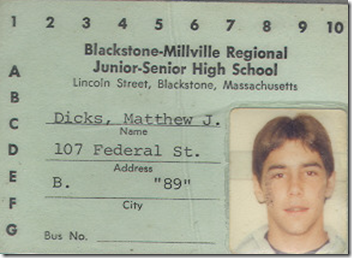 1 2 3 4 5 6 7 8 9 10
Blackstone-Millville Regional
Junior-Senior High School
Lincoln Street, Blackstone, Massachusetts
A
B
C
D
E
F
G
Dicks, Matthew J.
Name
107 Federal St.
Address
B. "89"
City
Bus No.